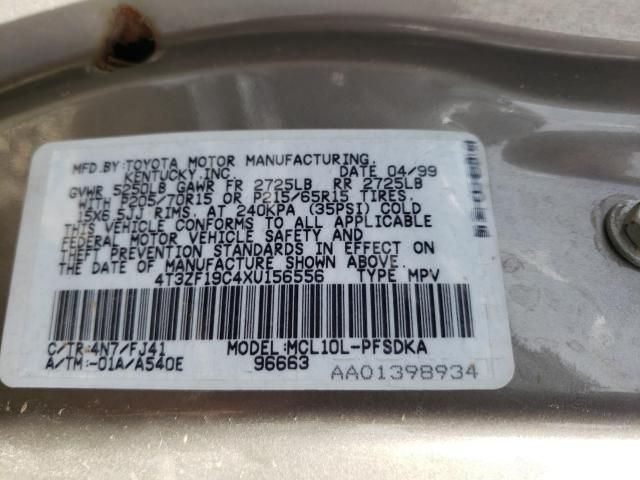 MFD.BY:TOYOTA MOTOR MANUFACTURING.
KENTUCKY.INC. DATE 04/99
GVWR 5250LB GAWR FR 2725LB RR 2725LB
WITH P205/70R15 OR P215/65R15 TIRES.
15X6.5JJ RIMS. AT 240KPA (35PSI) COLD
THIS VEHICLE CONFORMS TO ALL APPLICABLE
FEDERAL MOTOR VEHICLE SAFETY AND
THEFT PREVENTION STANDARDS IN EFFECT ON
THE DATE OF MANUFACTURE SHOWN ABOVE.
4T3ZF19C4XU156556 TYPE MPV
C/TR:4N7/FJ41 MODEL:MCL10L-PFSDKA
A/TM:-01A/A540E 96663
AA01398934